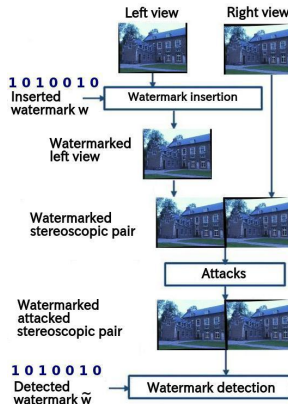 Left view
Right view
1 0 1 0 0 1 0
Inserted
watermark w
Watermark insertion
Watermarked
left view
Watermarked
stereoscopic pair
Attacks
Watermarked
attacked
stereoscopic pair
1 0 1 0 0 1 0
Detected
watermark w̃
Watermark detection